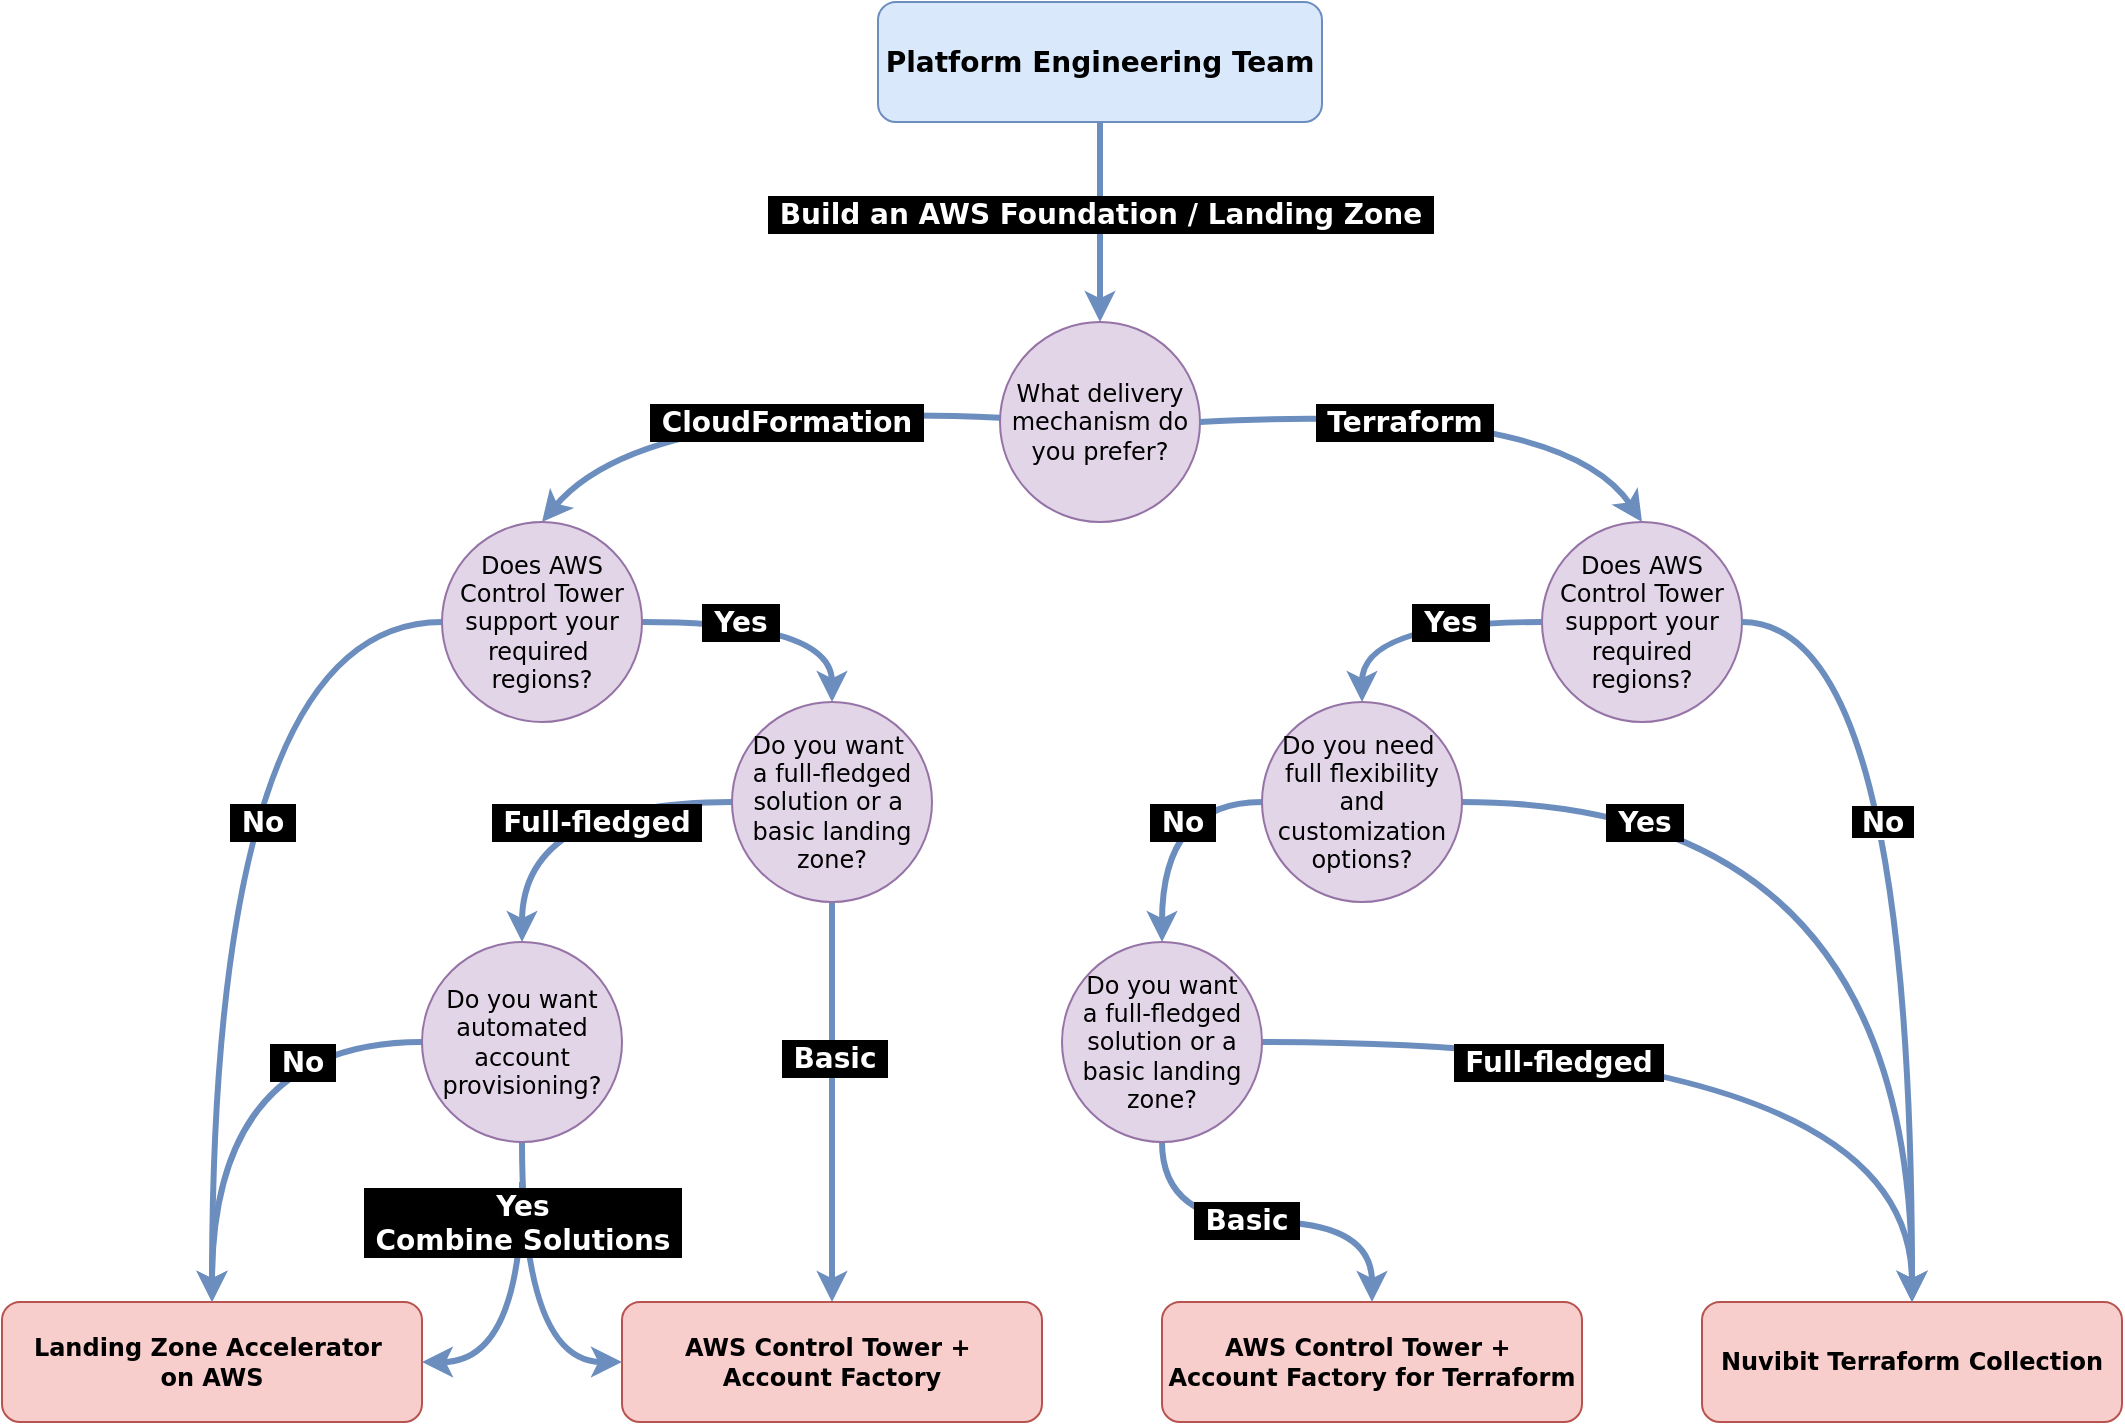 Platform Engineering Team
Build an AWS Foundation / Landing Zone
What delivery
mechanism do
you prefer?
CloudFormation
Terraform
Does AWS
Control Tower
support your
required
regions?
Yes
No
Does AWS
Control Tower
support your
required
regions?
Yes
No
Do you want
a full-fledged
solution or a
basic landing
zone?
Full-fledged
Basic
Do you need
full flexibility
and
customization
options?
No
Yes
Do you want
automated
account
provisioning?
No
Yes
Combine Solutions
Do you want
a full-fledged
solution or a
basic landing
zone?
Full-fledged
Basic
Landing Zone Accelerator
on AWS
AWS Control Tower +
Account Factory
AWS Control Tower +
Account Factory for Terraform
Nuvibit Terraform Collection